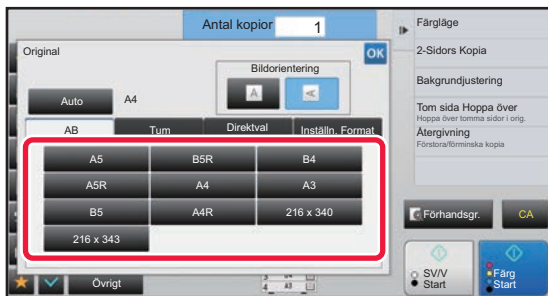 Antal kopior 1
Original
OK
Bildorientering
A A
Auto A4
AB Tum Direktval Inställn. Format
A5 B5R B4
A5R A4 A3
B5 A4R 216 x 340
216 x 343
Övrigt
Färgläge
2-Sidors Kopia
Bakgrundjustering
Tom sida Hoppa över
Hoppa över tomma sidor i orig.
Återgivning
Förstora/förminska kopia
Förhandsgr. CA
SV/V
Start
Färg
Start